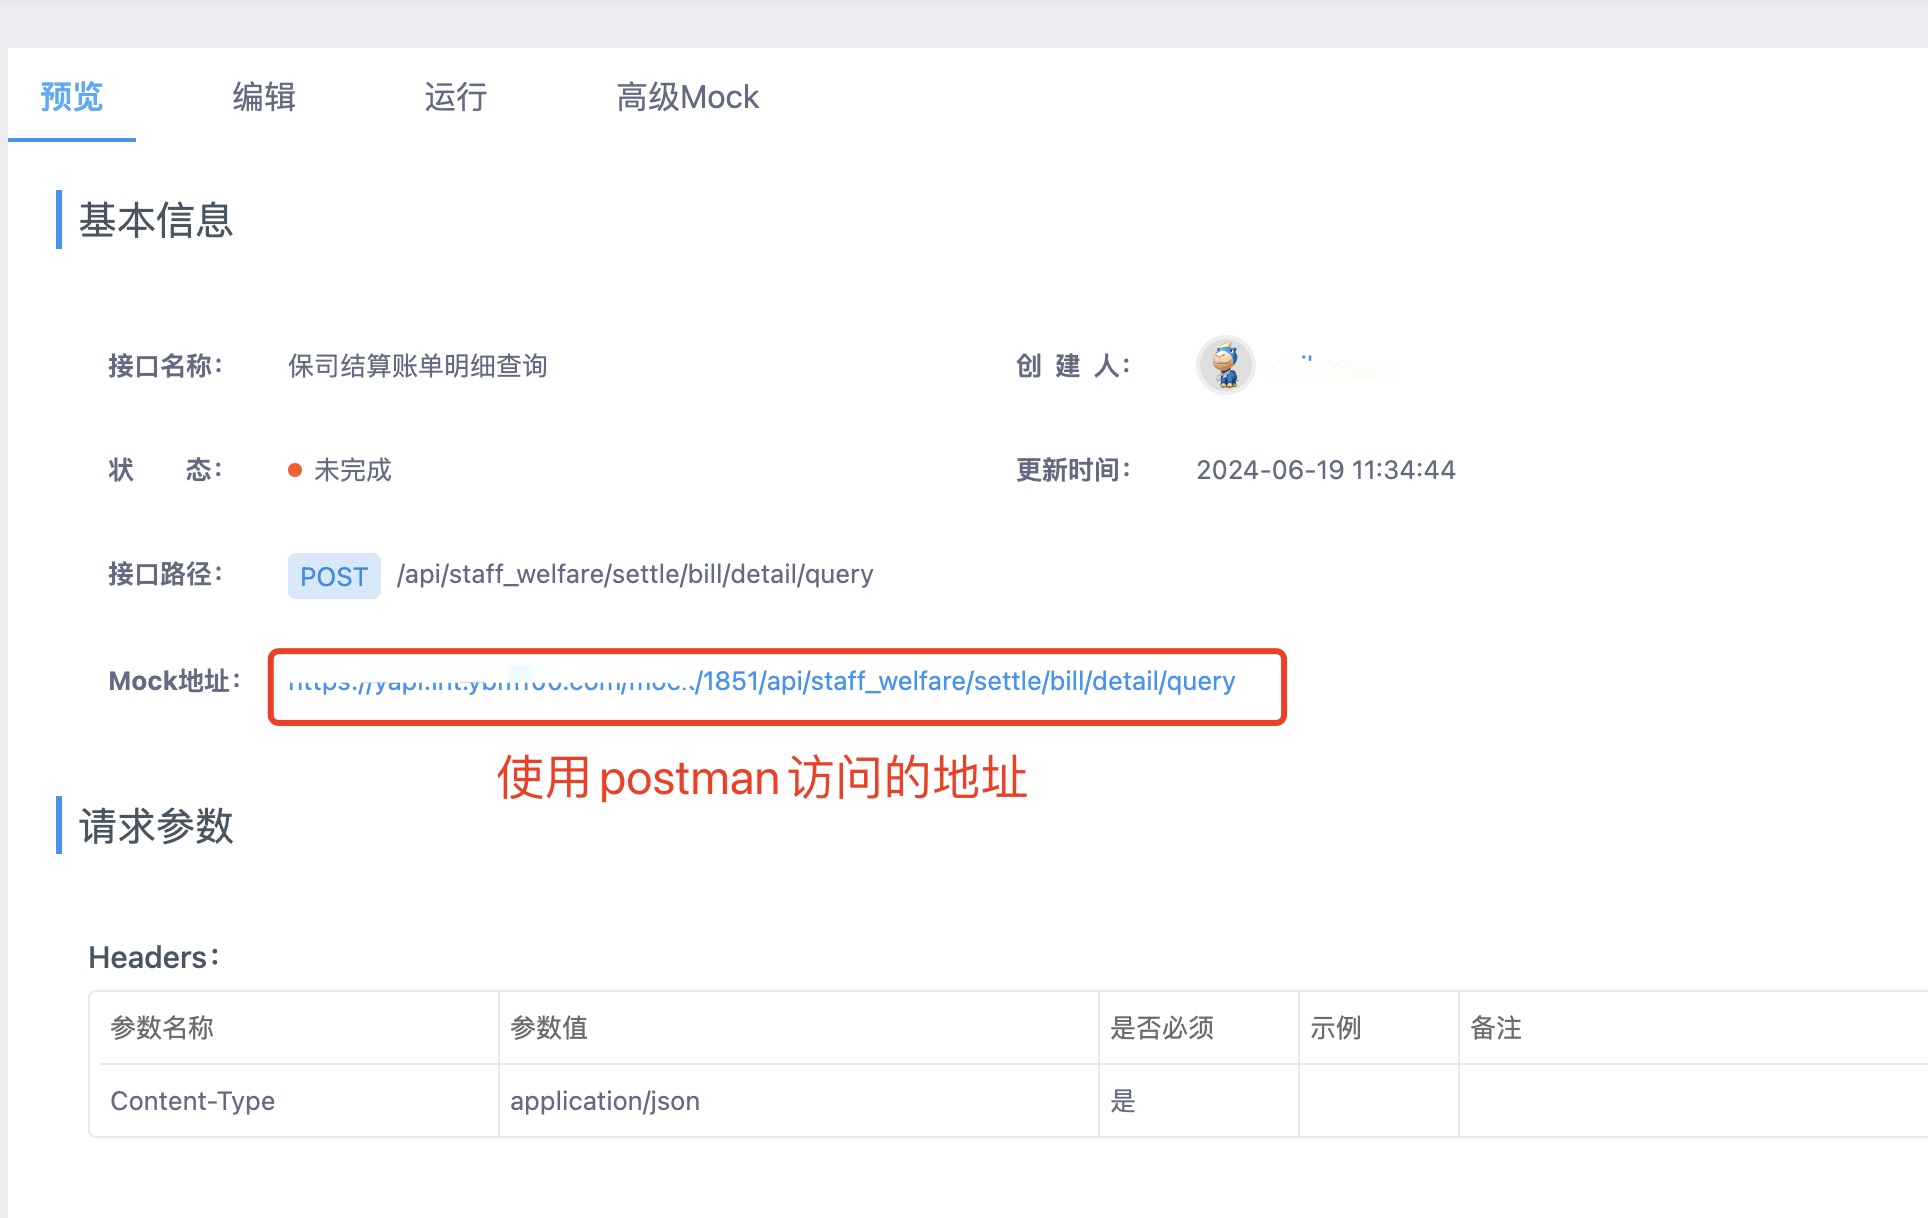 预览 编辑 运行 高级Mock
基本信息
接口名称： 保司结算账单明细查询 创 建 人：
状 态： 未完成 更新时间： 2024-06-19 11:34:44
接口路径： POST /api/staff_welfare/settle/bill/detail/query
Mock地址： /1851/api/staff_welfare/settle/bill/detail/query
使用postman访问的地址
请求参数
Headers：
参数名称 参数值 是否必须 示例 备注
Content-Type application/json 是